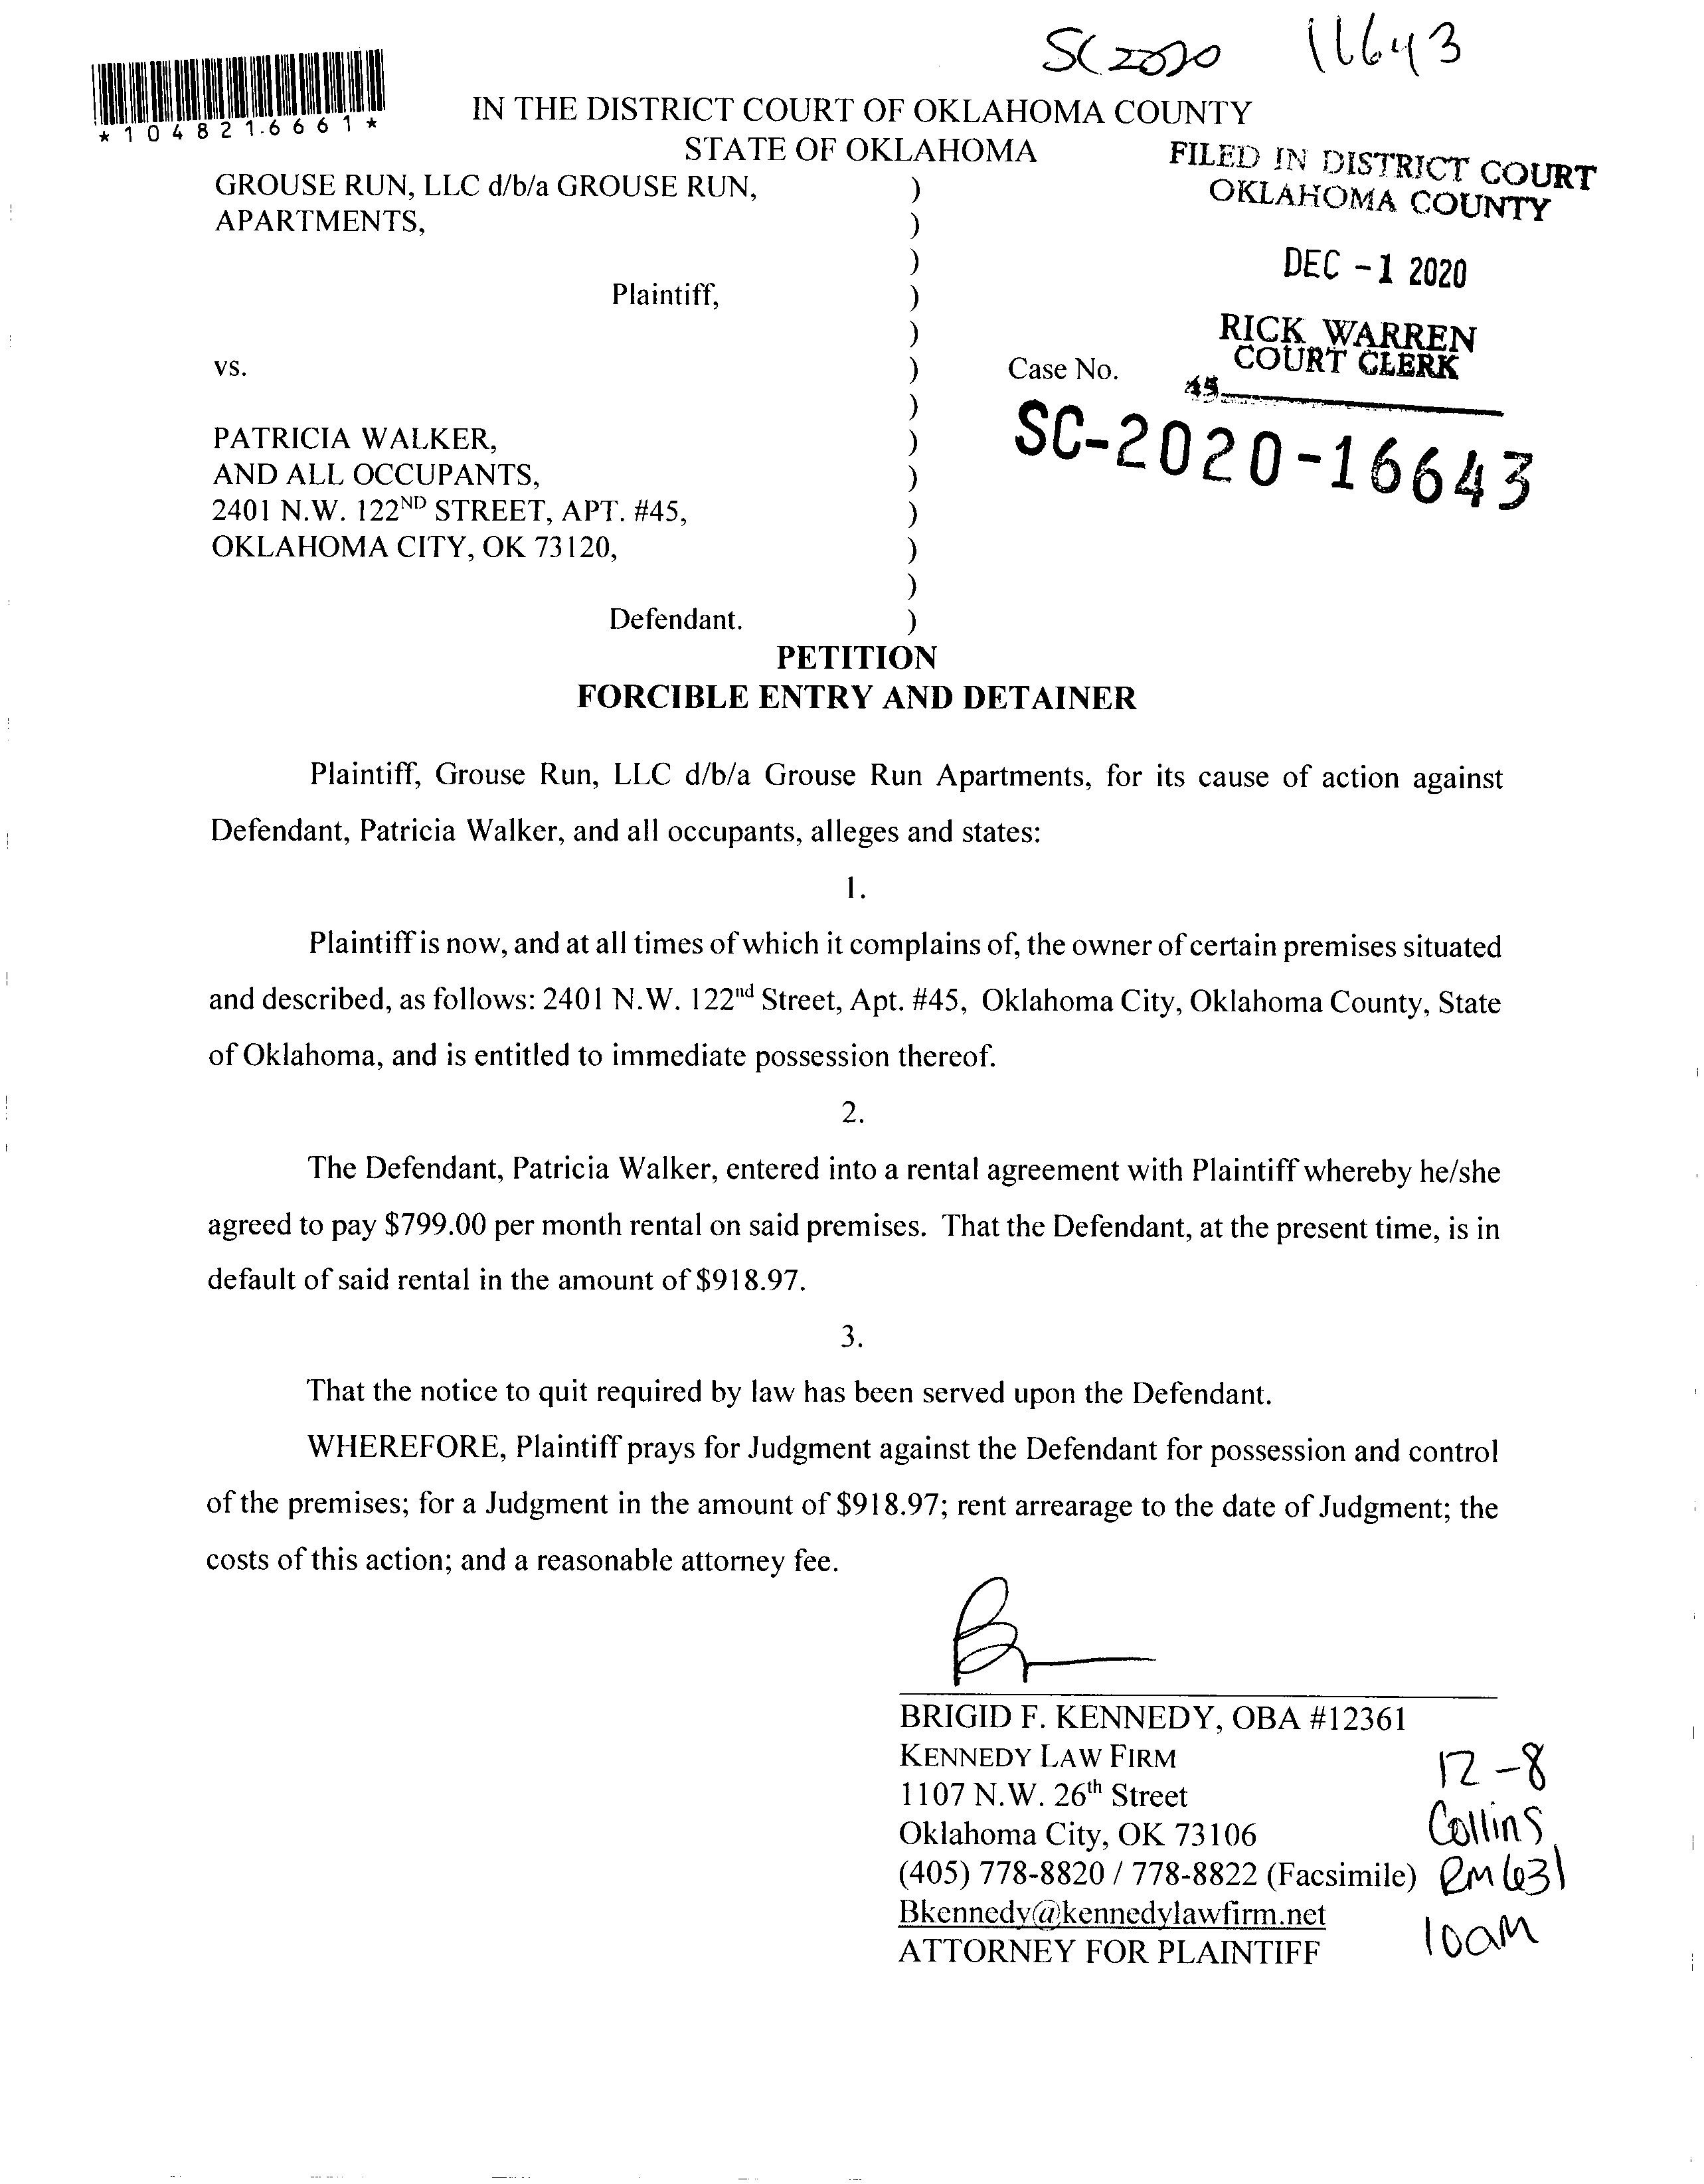 SC2020 16643
*1048216661*
IN THE DISTRICT COURT OF OKLAHOMA COUNTY
STATE OF OKLAHOMA
FILED IN DISTRICT COURT
OKLAHOMA COUNTY
DEC -1 2020
RICK WARREN
COURT CLERK
45
GROUSE RUN, LLC d/b/a GROUSE RUN, )
APARTMENTS, )
)
Plaintiff, )
)
vs. ) Case No.
)
SC-2020-16643
PATRICIA WALKER, )
AND ALL OCCUPANTS, )
2401 N.W. 122ND STREET, APT. #45, )
OKLAHOMA CITY, OK 73120, )
)
Defendant. )
PETITION
FORCIBLE ENTRY AND DETAINER
Plaintiff, Grouse Run, LLC d/b/a Grouse Run Apartments, for its cause of action against
Defendant, Patricia Walker, and all occupants, alleges and states:
1.
Plaintiff is now, and at all times of which it complains of, the owner of certain premises situated
and described, as follows: 2401 N.W. 122nd Street, Apt. #45, Oklahoma City, Oklahoma County, State
of Oklahoma, and is entitled to immediate possession thereof.
2.
The Defendant, Patricia Walker, entered into a rental agreement with Plaintiff whereby he/she
agreed to pay $799.00 per month rental on said premises. That the Defendant, at the present time, is in
default of said rental in the amount of $918.97.
3.
That the notice to quit required by law has been served upon the Defendant.
WHEREFORE, Plaintiff prays for Judgment against the Defendant for possession and control
of the premises; for a Judgment in the amount of $918.97; rent arrearage to the date of Judgment; the
costs of this action; and a reasonable attorney fee.
BRIGID F. KENNEDY, OBA #12361
KENNEDY LAW FIRM
1107 N.W. 26th Street
Oklahoma City, OK 73106
(405) 778-8820 / 778-8822 (Facsimile)
Bkennedy@kennedylawfirm.net
ATTORNEY FOR PLAINTIFF
12-8
Collins
RM 631
10am